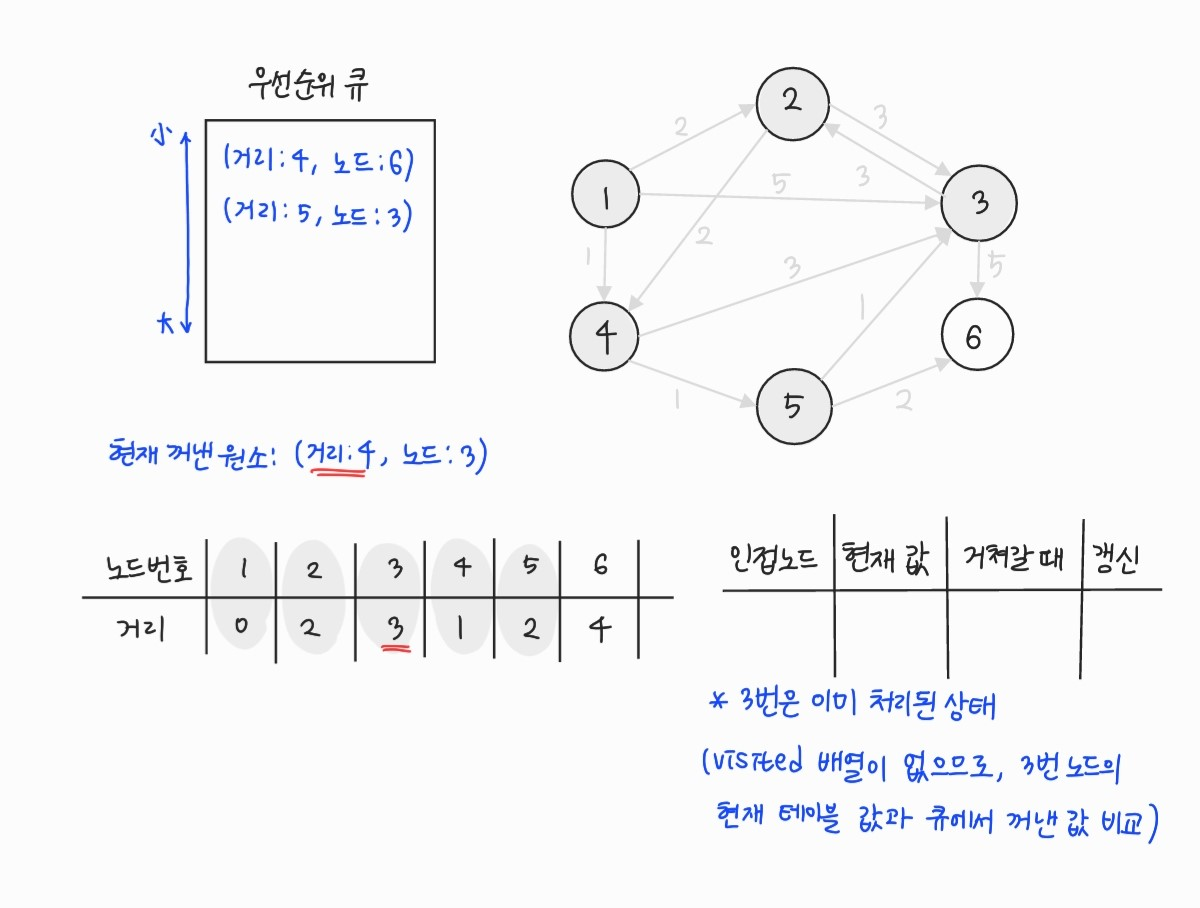 우선순위 큐
小
(거리:4, 노드:6)
(거리:5, 노드:3)
大
2
3
2
5
3
1
3
1
2
5
3
1
4
6
1
5
2
현재 꺼낸 원소: (거리:4, 노드:3)
노드번호 1 2 3 4 5 6
거리 0 2 3 1 2 4
인접노드 현재 값 거쳐갈 때 갱신
* 3번은 이미 처리된 상태
(visited 배열이 없으므로, 3번 노드의
현재 테이블 값과 큐에서 꺼낸 값 비교)